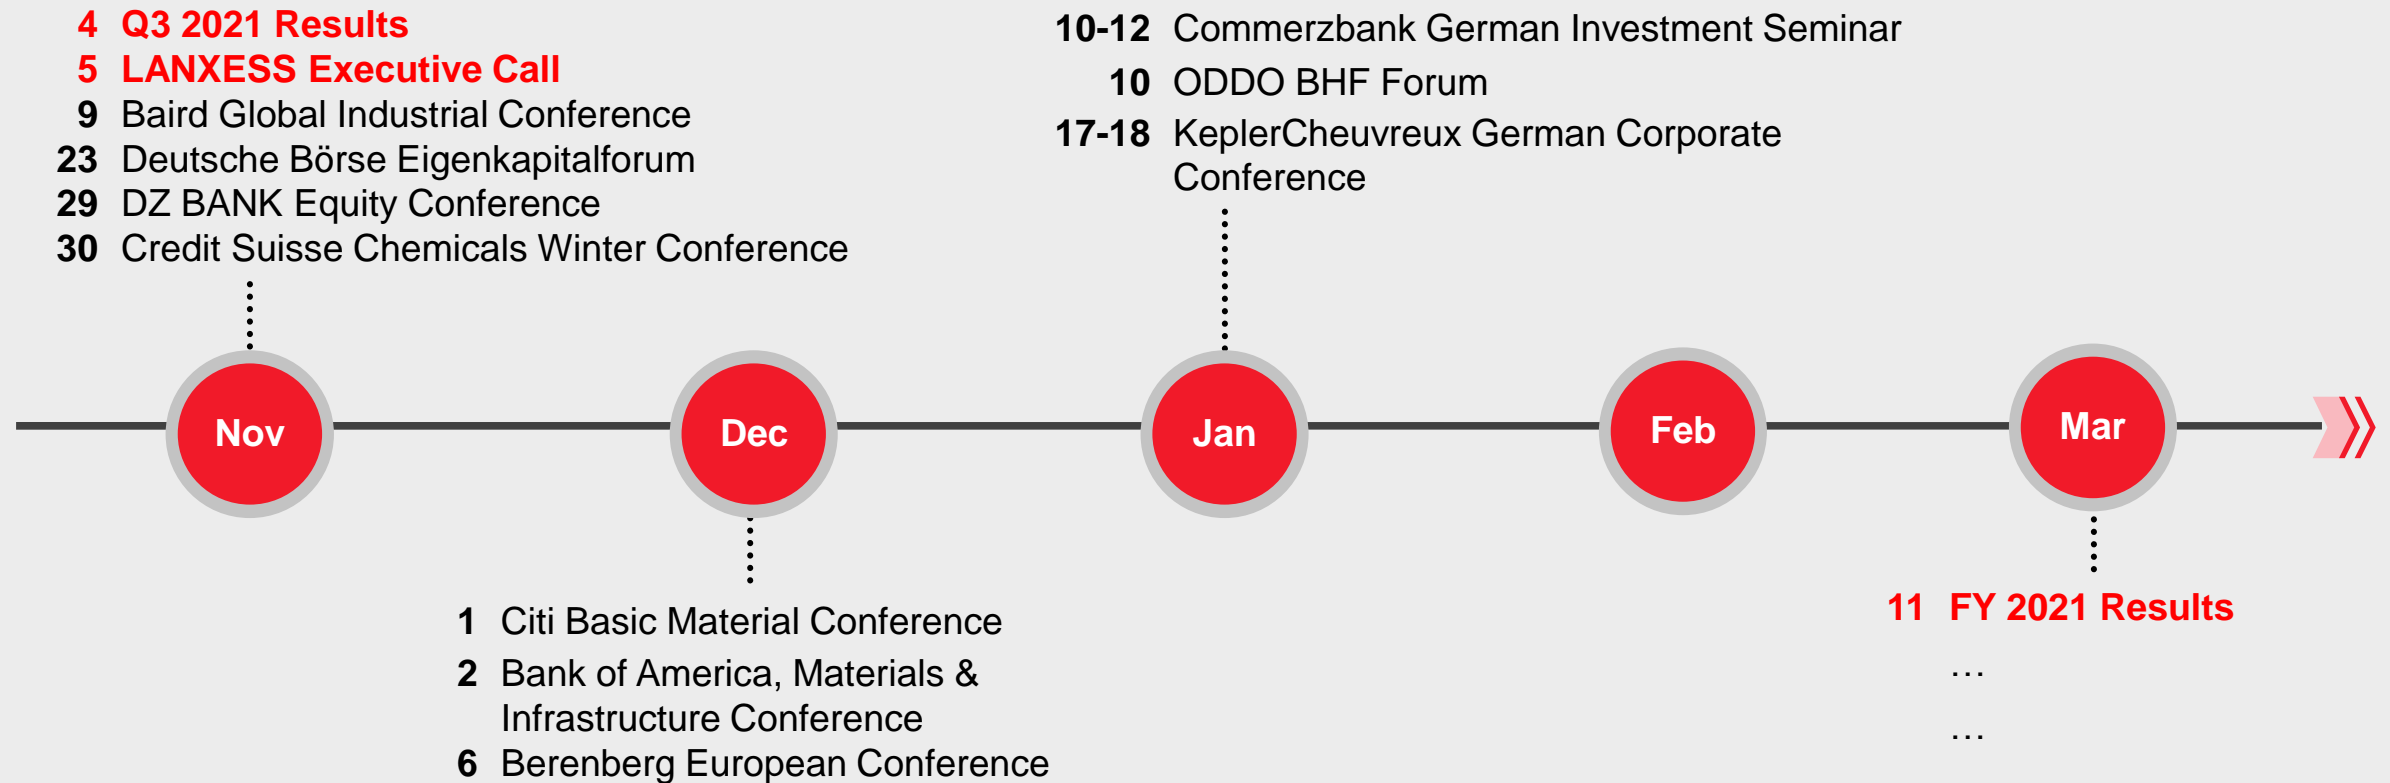 4 Q3 2021 Results
5 LANXESS Executive Call
9 Baird Global Industrial Conference
23 Deutsche Börse Eigenkapitalforum
29 DZ BANK Equity Conference
30 Credit Suisse Chemicals Winter Conference
10-12 Commerzbank German Investment Seminar
10 ODDO BHF Forum
17-18 KeplerCheuvreux German Corporate
Conference
Nov
Dec
Jan
Feb
Mar
1 Citi Basic Material Conference
2 Bank of America, Materials &
Infrastructure Conference
6 Berenberg European Conference
11 FY 2021 Results
…
…